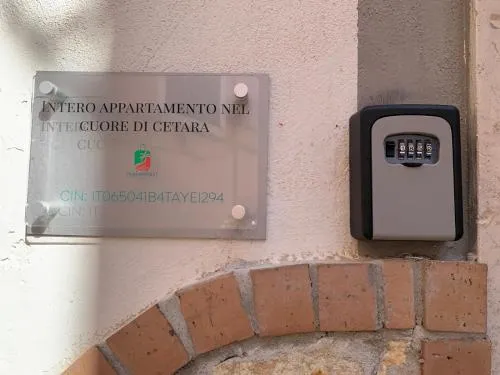 INTERO APPARTAMENTO NEL
CUORE DI CETARA
CIN: IT065041B4TAYEI294